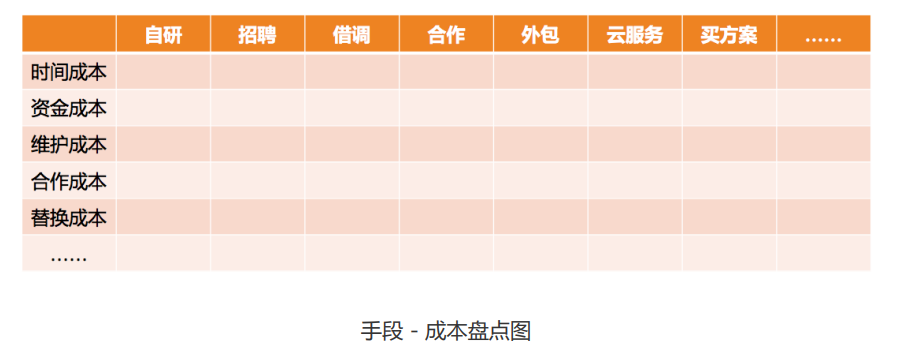 自研 招聘 借调 合作 外包 云服务 买方案 ……
时间成本
资金成本
维护成本
合作成本
替换成本
……
手段 - 成本盘点图